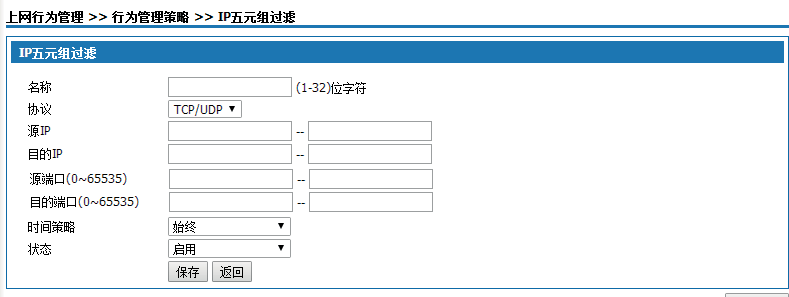 上网行为管理 >> 行为管理策略 >> IP五元组过滤
IP五元组过滤
名称 (1-32)位字符
协议 TCP/UDP
源IP --
目的IP --
源端口(0~65535) --
目的端口(0~65535) --
时间策略 始终
状态 启用
保存 返回